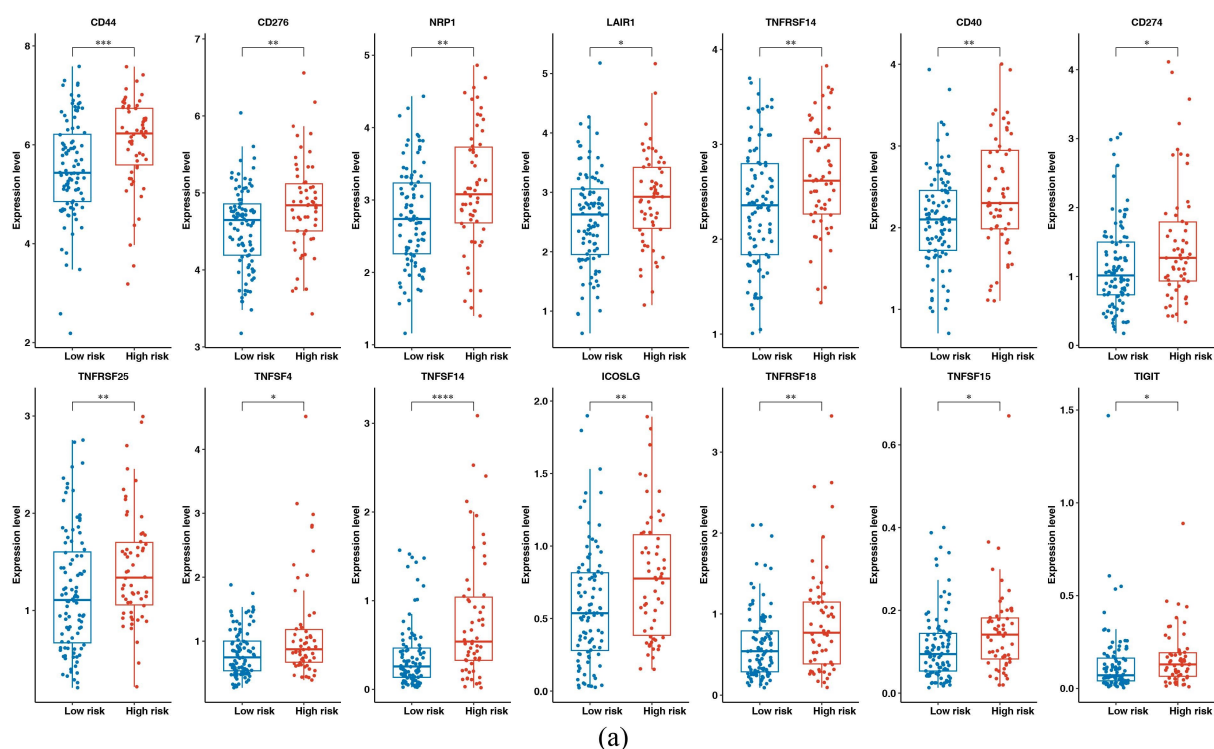 CD44 CD276 NRP1 LAIR1 TNFRSF14 CD40 CD274
*** ** ** * ** ** *
Expression level Expression level Expression level Expression level Expression level Expression level Expression level
8 7 5 5 4 4 4
6 6 4 4 3 3 3
4 5 3 3 2 2 2
2 4 2 2 1 1 1
3 1 1 0
Low risk High risk Low risk High risk Low risk High risk Low risk High risk Low risk High risk Low risk High risk Low risk High risk
TNFRSF25 TNFSF4 TNFSF14 ICOSLG TNFRSF18 TNFSF15 TIGIT
** * **** ** ** * *
Expression level Expression level Expression level Expression level Expression level Expression level Expression level
3 4 3 2.0 3 0.6 1.5
2 3 2 1.5 2 0.4 1.0
1 2 1 1.0 1 0.2 0.5
1 0 0.5 0 0.0 0.0
0.0
Low risk High risk Low risk High risk Low risk High risk Low risk High risk Low risk High risk Low risk High risk Low risk High risk
(a)